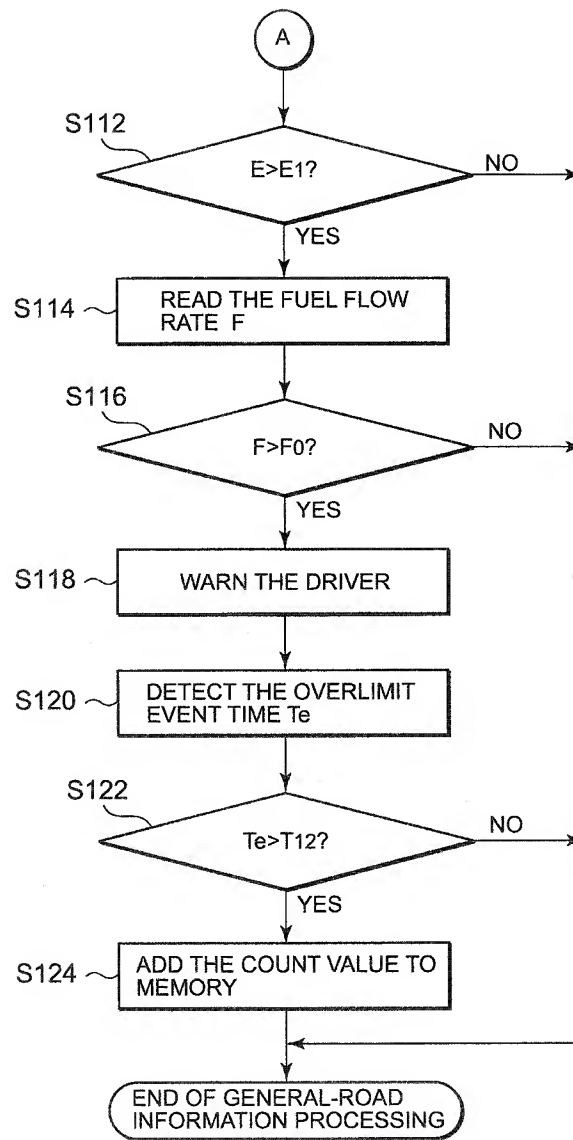 A
S112
E>E1?
NO
YES
S114
READ THE FUEL FLOW
RATE F
S116
F>F0?
NO
YES
S118
WARN THE DRIVER
S120
DETECT THE OVERLIMIT
EVENT TIME Te
S122
Te>T12?
NO
YES
S124
ADD THE COUNT VALUE TO
MEMORY
END OF GENERAL-ROAD
INFORMATION PROCESSING